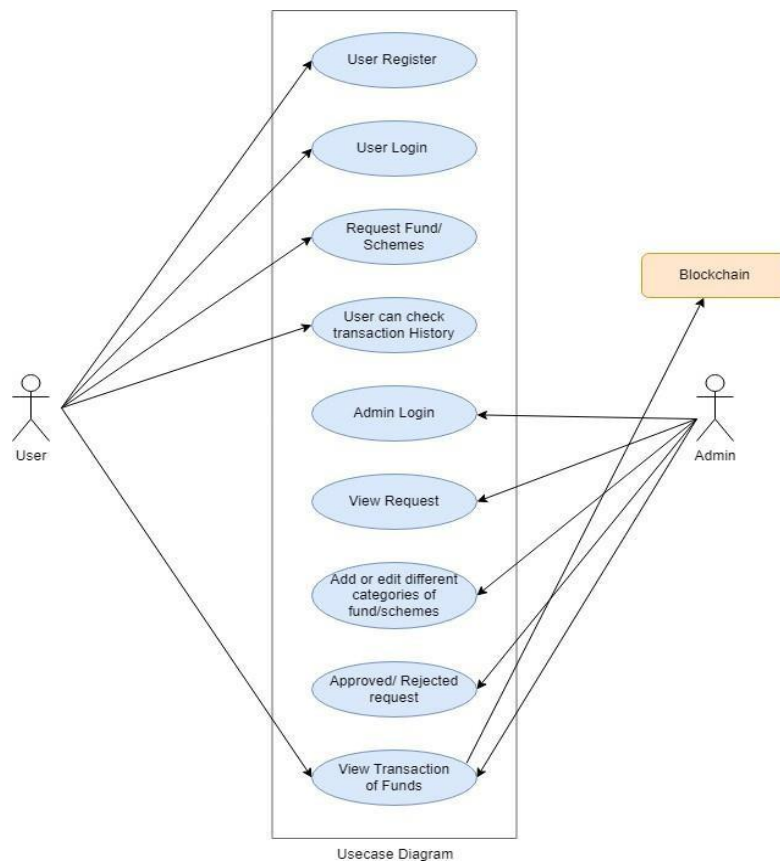 User Register
User Login
Request Fund/
Schemes
Blockchain
User can check
transaction History
Admin Login
User
Admin
View Request
Add or edit different
categories of
fund/schemes
Approved/ Rejected
request
View Transaction
of Funds
Usecase Diagram